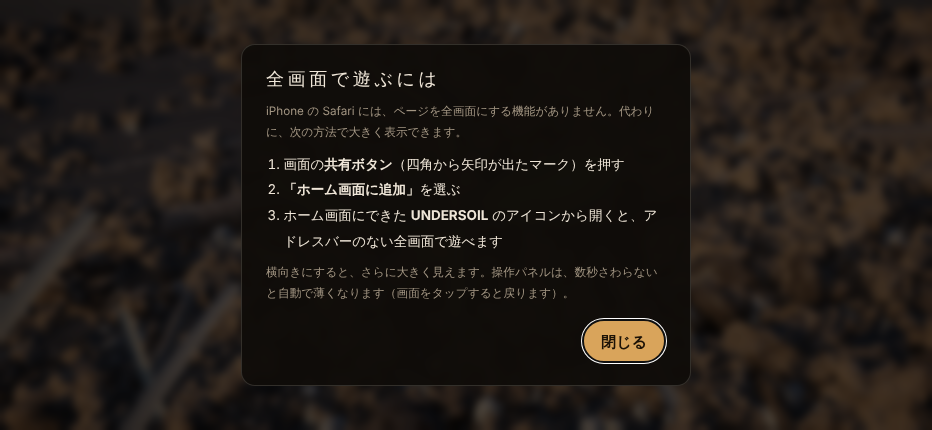 全画面で遊ぶには
iPhone の Safari には、ページを全画面にする機能がありません。代わり
に、次の方法で大きく表示できます。
1. 画面の共有ボタン（四角から矢印が出たマーク）を押す
2. 「ホーム画面に追加」を選ぶ
3. ホーム画面にできた UNDERSOIL のアイコンから開くと、ア
ドレスバーのない全画面で遊べます
横向きにすると、さらに大きく見えます。操作パネルは、数秒さわらない
と自動で薄くなります（画面をタップすると戻ります）。
閉じる